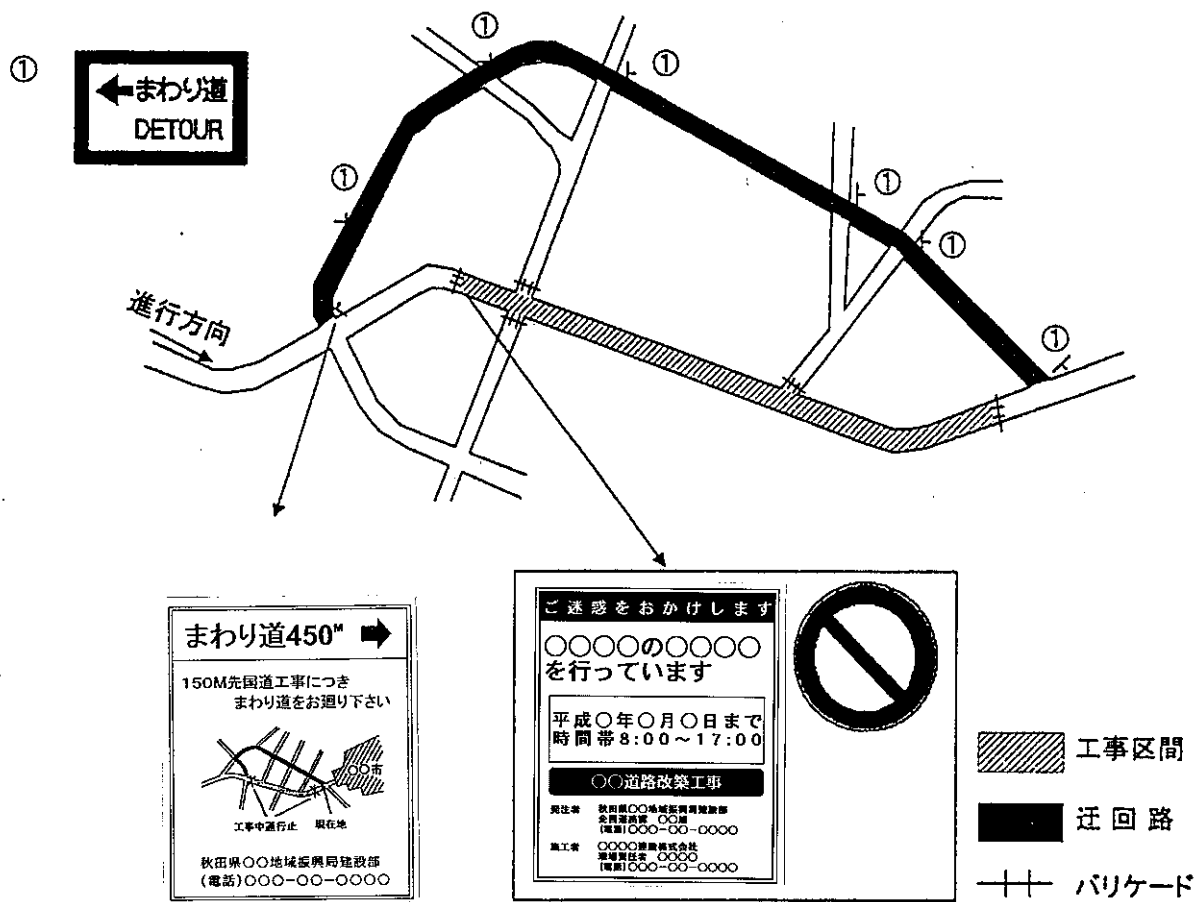 ①
←まわり道
DETOUR
①
①
①
①
①
①
進行方向
まわり道450M ➡
150M先国道工事につき
まわり道をお廻り下さい
○○市
工事中通行止 現在地
秋田県○○地域振興局建設部
(電話)○○○-○○-○○○○
ご迷惑をおかけします
○○○○の○○○○
を行っています
平成○年○月○日まで
時間帯8:00～17:00
○○道路改築工事
発注者 秋田県○○地域振興局建設部
○○課
(電話)○○○-○○-○○○○
施工者 ○○○○建設株式会社
現場責任者 ○○○○
(電話)○○○-○○-○○○○
工事区間
迂回路
バリケード